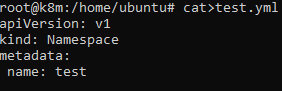 root@k8m:/home/ubuntu# cat>test.yml
apiVersion: v1
kind: Namespace
metadata:
 name: test